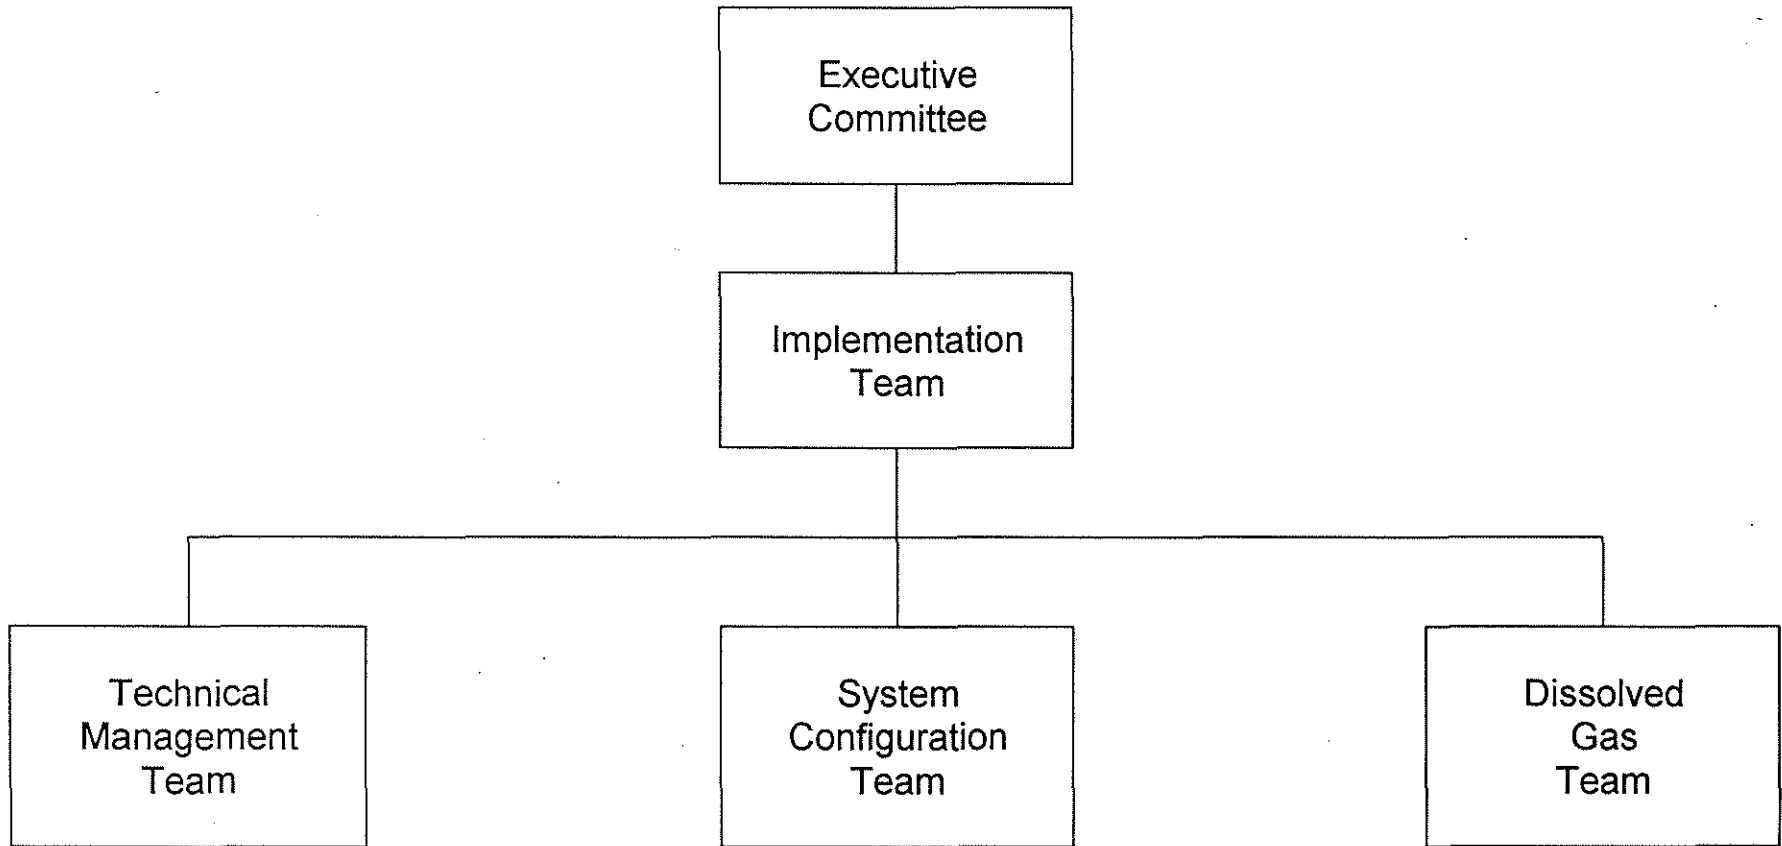 Executive
Committee
Implementation
Team
Technical
Management
Team
System
Configuration
Team
Dissolved
Gas
Team